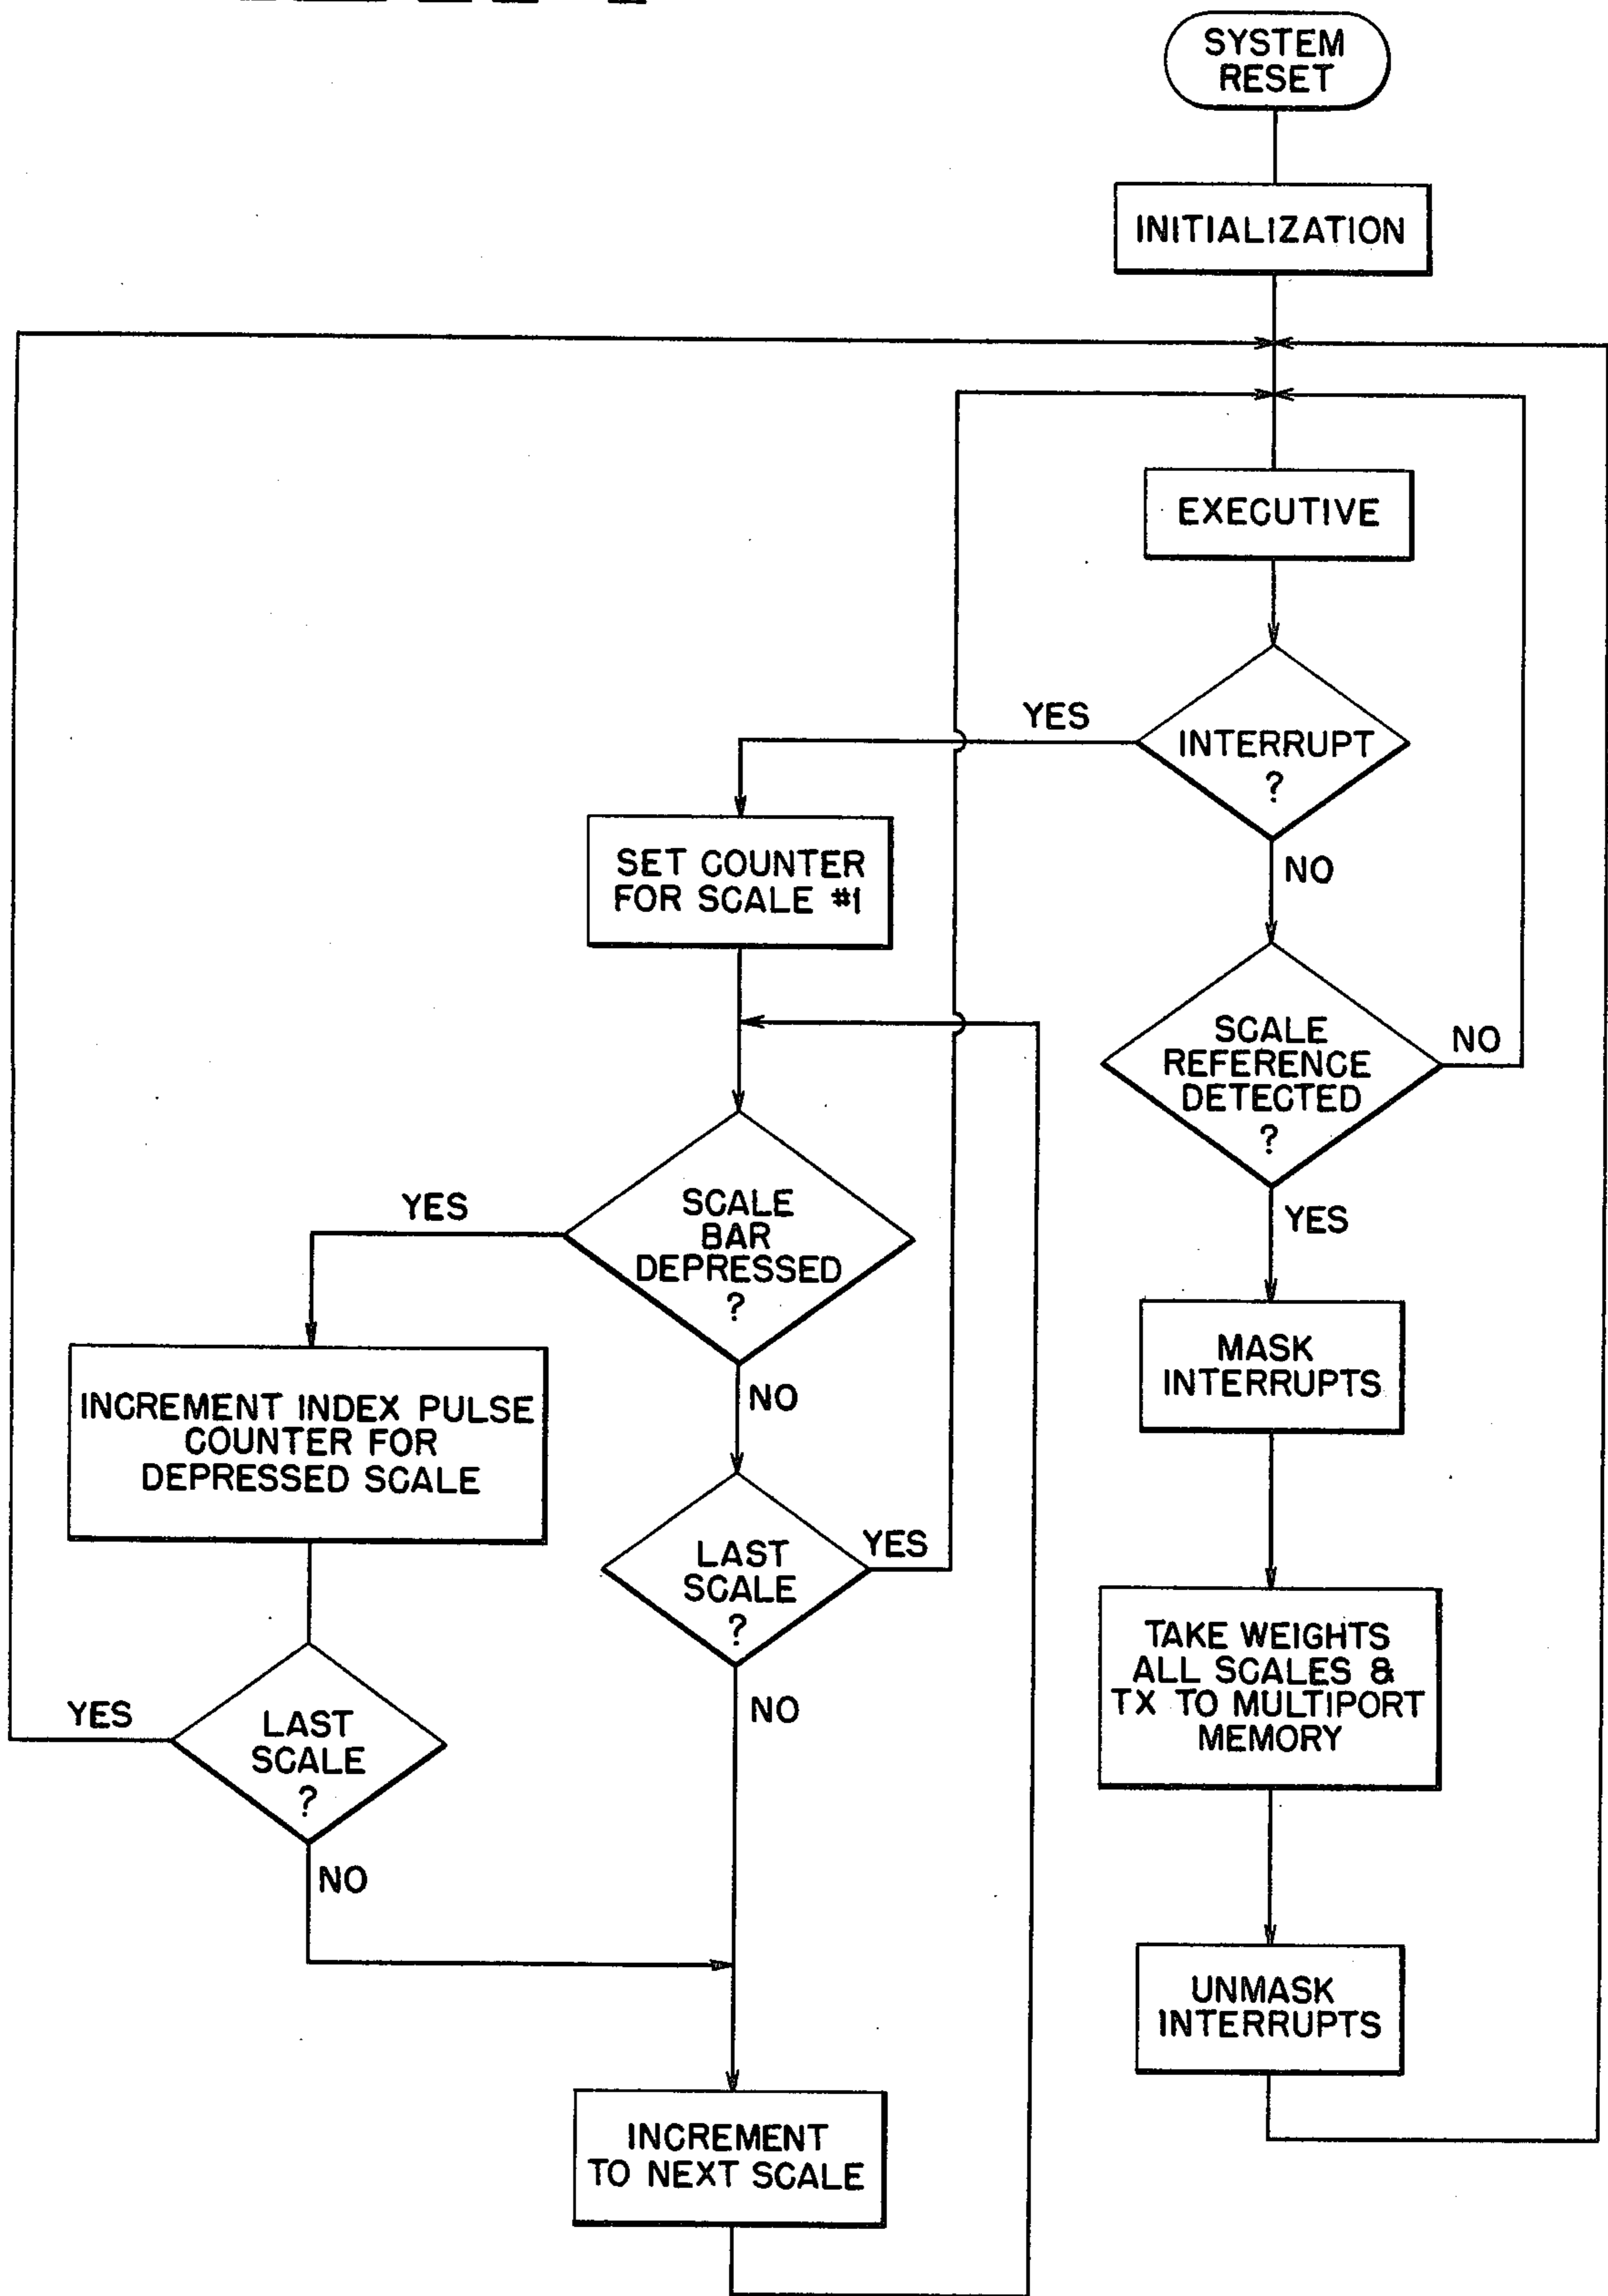 SYSTEM
RESET
INITIALIZATION
EXECUTIVE
YES
INTERRUPT
?
NO
SET COUNTER
FOR SCALE #1
SCALE
REFERENCE
DETECTED
?
NO
YES
SCALE
BAR
DEPRESSED
?
YES
NO
MASK
INTERRUPTS
INCREMENT INDEX PULSE
COUNTER FOR
DEPRESSED SCALE
LAST
SCALE
?
YES
NO
TAKE WEIGHTS
ALL SCALES &
TX TO MULTIPORT
MEMORY
YES
LAST
SCALE
?
NO
UNMASK
INTERRUPTS
INCREMENT
TO NEXT SCALE